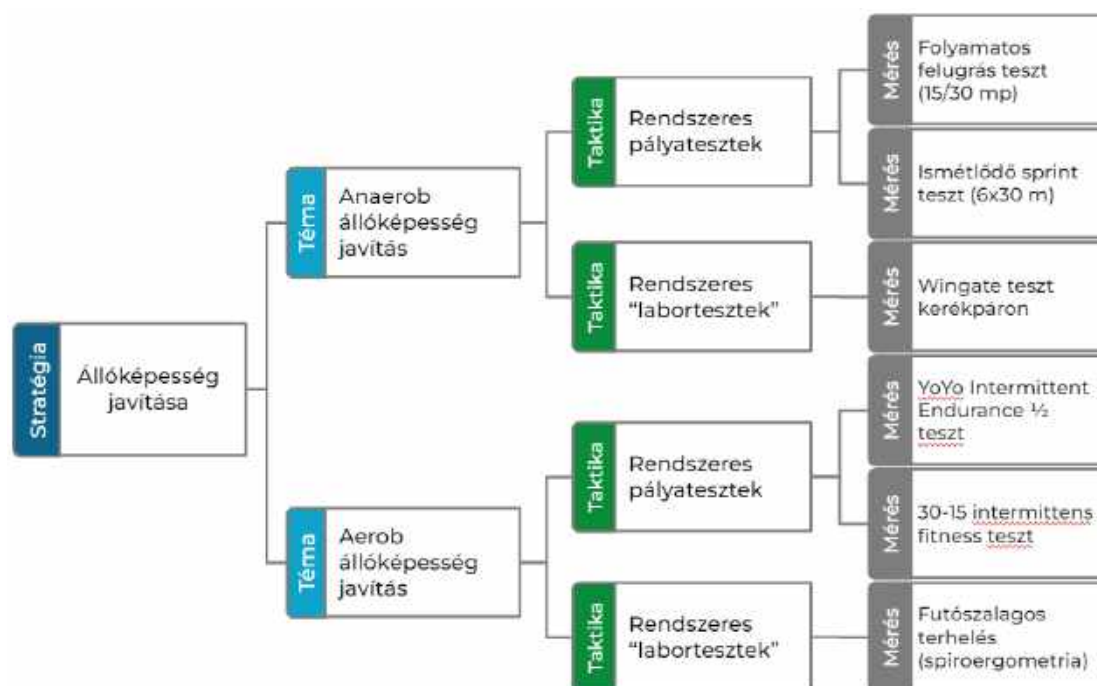 Stratégia
Állóképesség
javítása
Téma
Anaerob
állóképesség
javítás
Taktika
Rendszeres
pályatesztek
Mérés
Folyamatos
felugrás teszt
(15/30 mp)
Mérés
Ismétlődő sprint
teszt (6x30 m)
Taktika
Rendszeres
“labortesztek”
Mérés
Wingate teszt
kerékpáron
Téma
Aerob
állóképesség
javítás
Taktika
Rendszeres
pályatesztek
Mérés
YoYo Intermittent
Endurance ½
teszt
Mérés
30-15 intermittens
fitness teszt
Taktika
Rendszeres
“labortesztek”
Mérés
Futószalagos
terhelés
(spiroergometria)